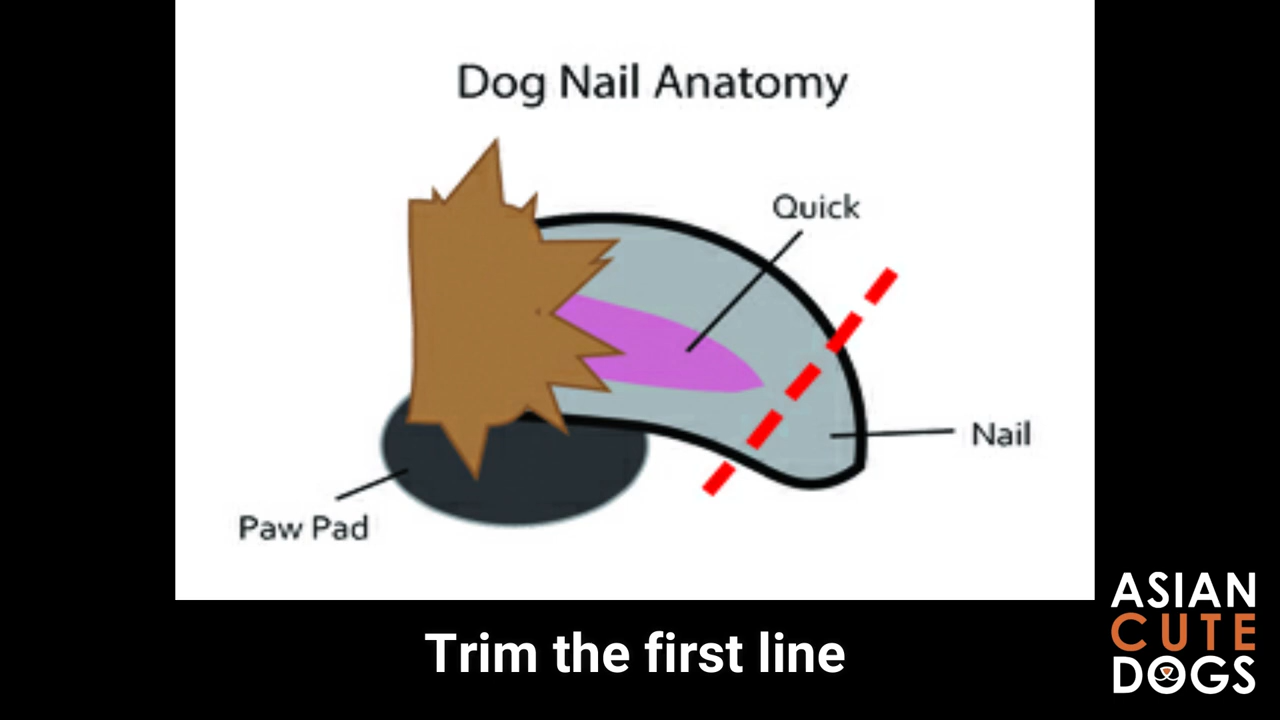 Dog Nail Anatomy
Quick
Nail
Paw Pad
Trim the first line
ASIAN
CUTE
DOGS